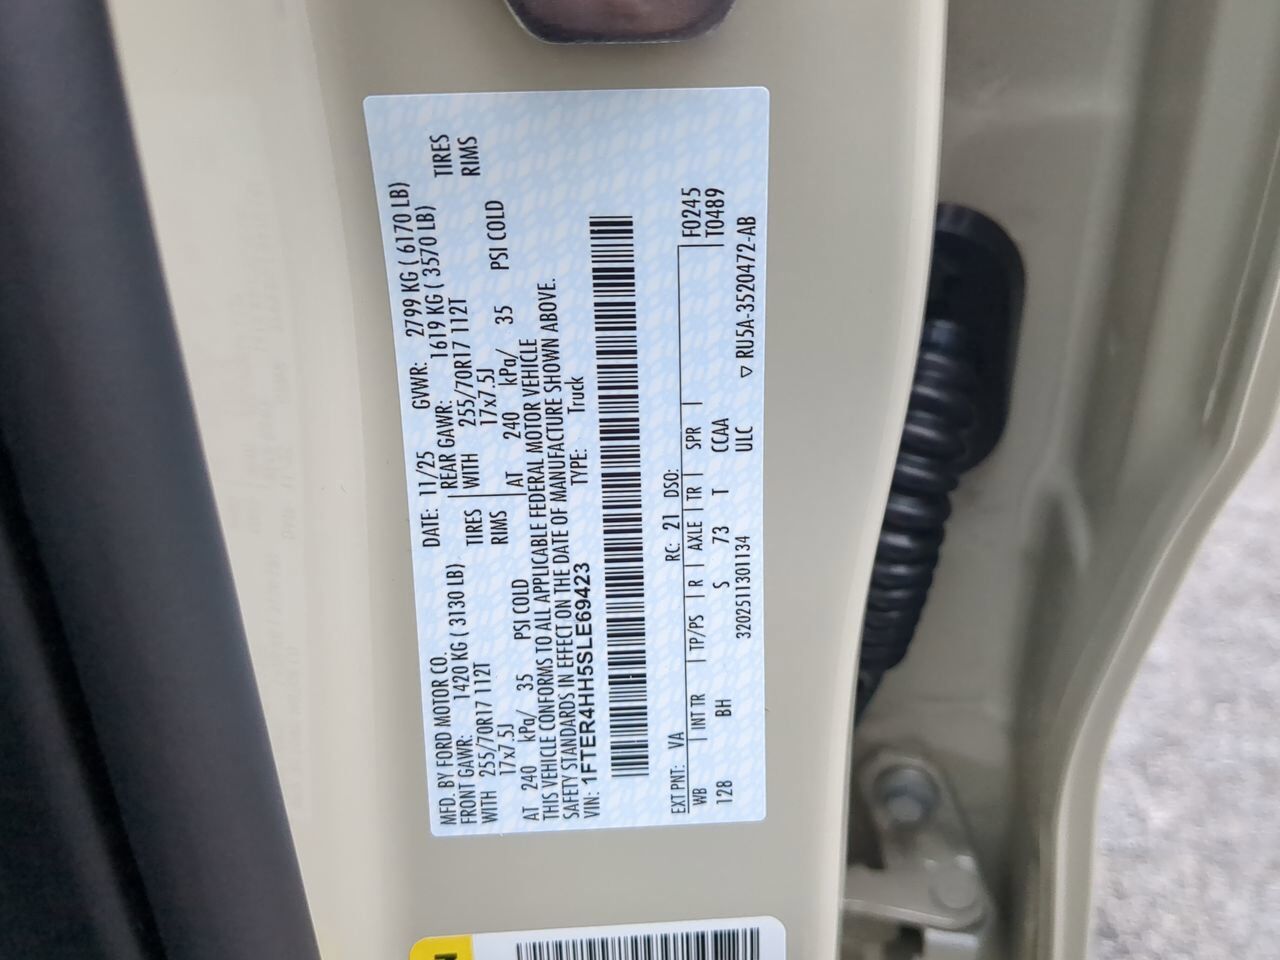 MFD. BY FORD MOTOR CO.
DATE: 11/25 GVWR: 2799 KG ( 6170 LB)
FRONT GAWR: 1420 KG ( 3130 LB) REAR GAWR: 1619 KG ( 3570 LB)
WITH 255/70R17 112T TIRES WITH 255/70R17 112T TIRES
17x7.5J RIMS 17x7.5J RIMS
AT 240 kPa/ 35 PSI COLD AT 240 kPa/ 35 PSI COLD
THIS VEHICLE CONFORMS TO ALL APPLICABLE FEDERAL MOTOR VEHICLE
SAFETY STANDARDS IN EFFECT ON THE DATE OF MANUFACTURE SHOWN ABOVE.
VIN: 1FTER4HH5SLE69423 TYPE: Truck
EXT PNT: VA RC: 21 DSO: F0245
WB INT TR TP/PS R AXLE TR SPR T0489
128 BH S 73 T CCAA
3202511301134 ULC ▽ RU5A-3520472-AB